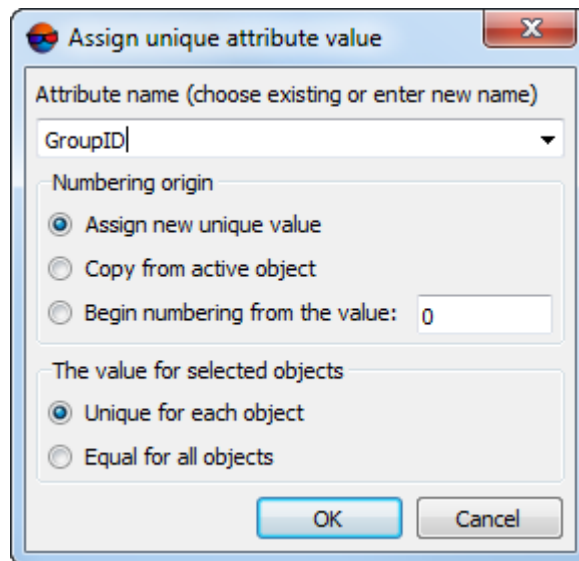 Assign unique attribute value
Attribute name (choose existing or enter new name)
GroupID
Numbering origin
Assign new unique value
Copy from active object
Begin numbering from the value: 0
The value for selected objects
Unique for each object
Equal for all objects
OK Cancel